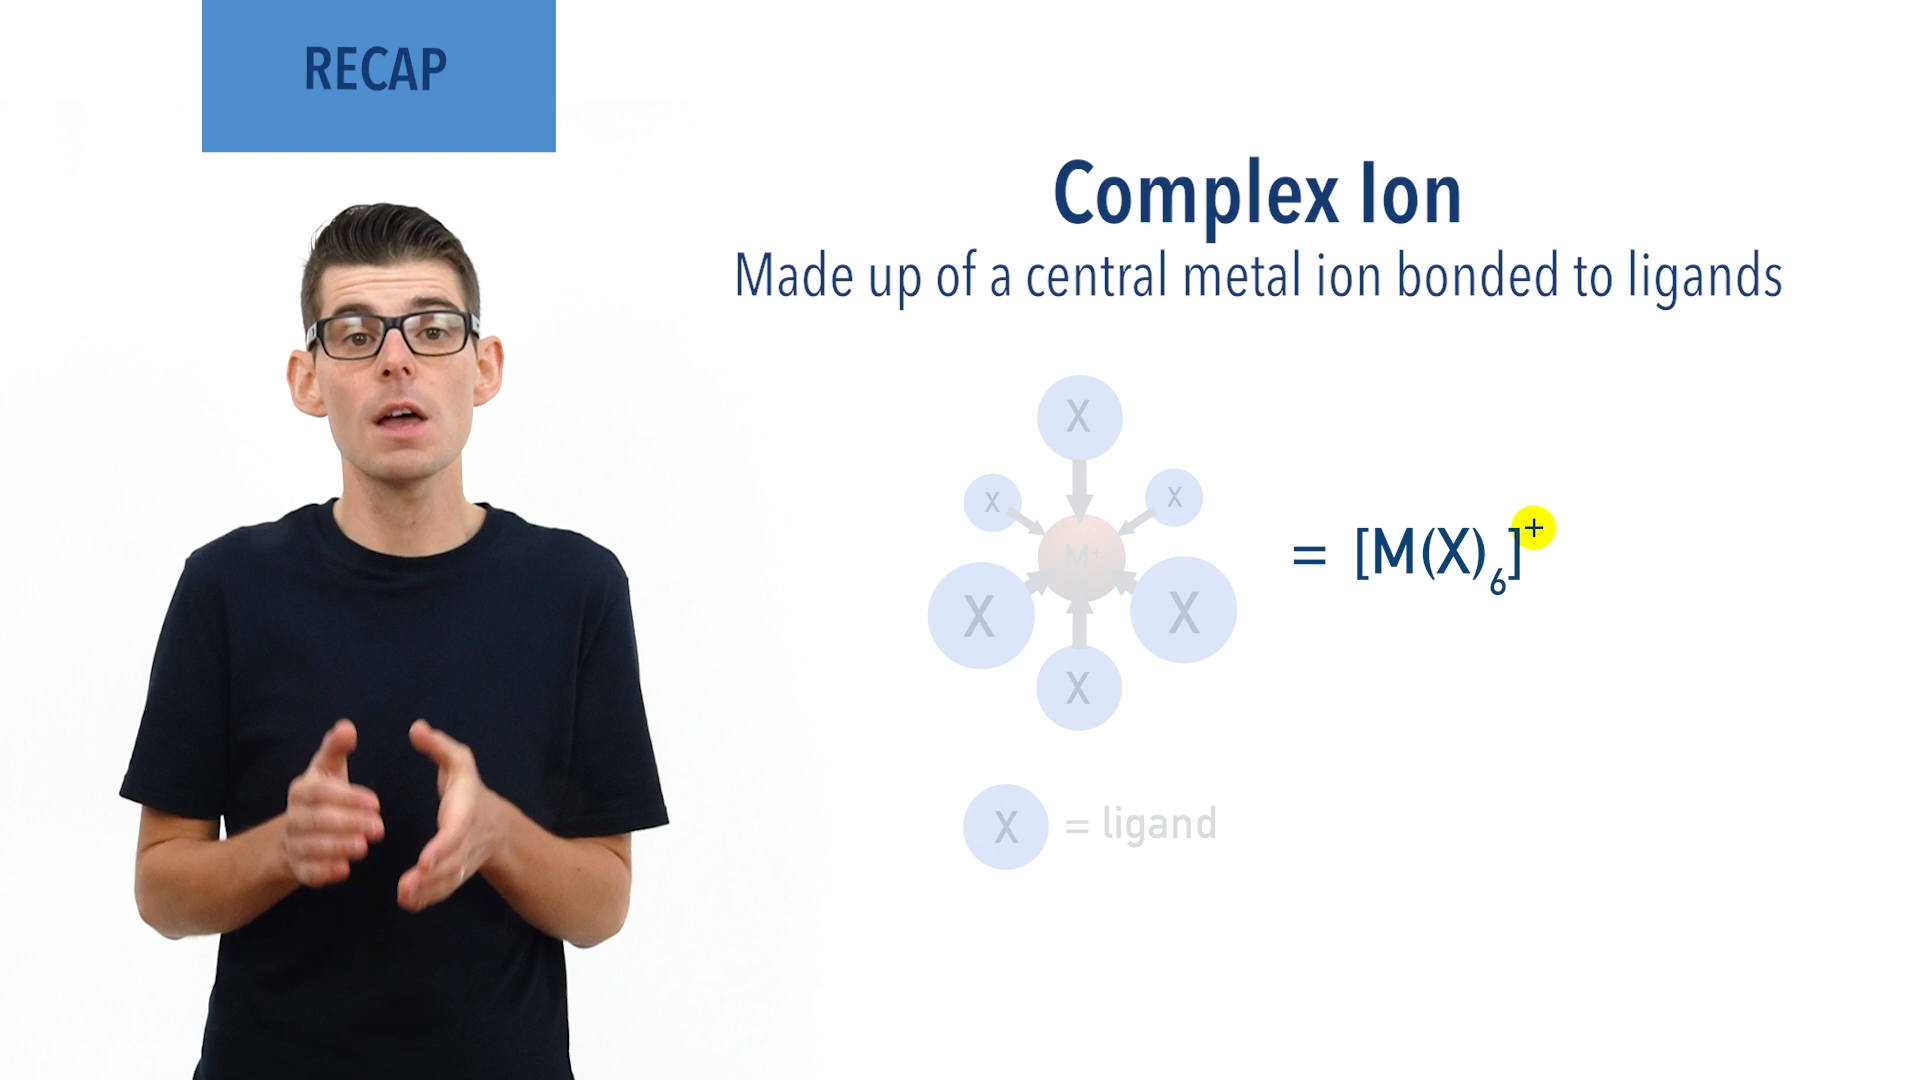 RECAP
Complex Ion
Made up of a central metal ion bonded to ligands
X
X X
M⁺
= [M(X)₆]⁺
X X
X
X = ligand